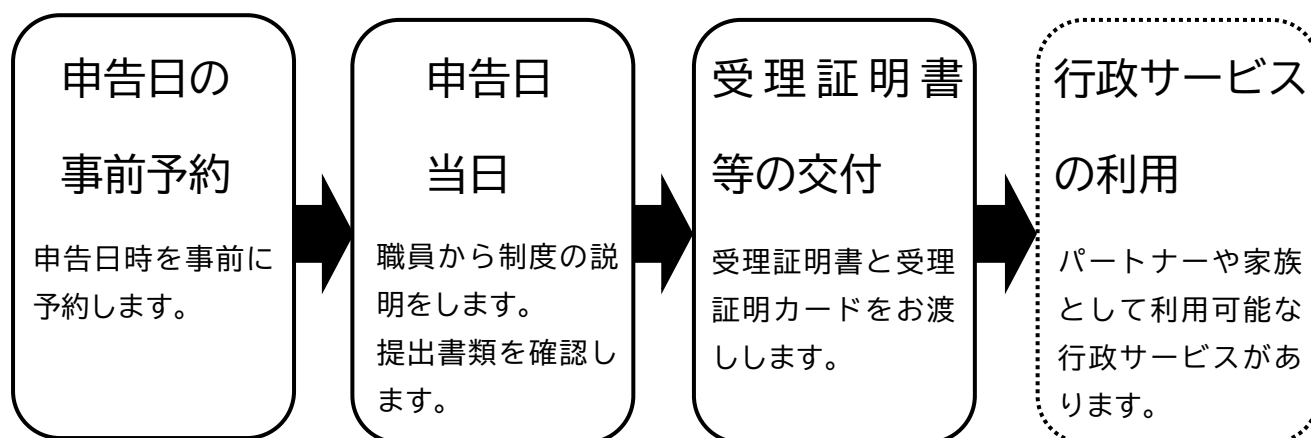 申告日の
事前予約
申告日時を事前に
予約します。
申告日
当日
職員から制度の説
明をします。
提出書類を確認し
ます。
受理証明書
等の交付
受理証明書と受理
証明カードをお渡
しします。
行政サービス
の利用
パートナーや家族
として利用可能な
行政サービスがあ
ります。